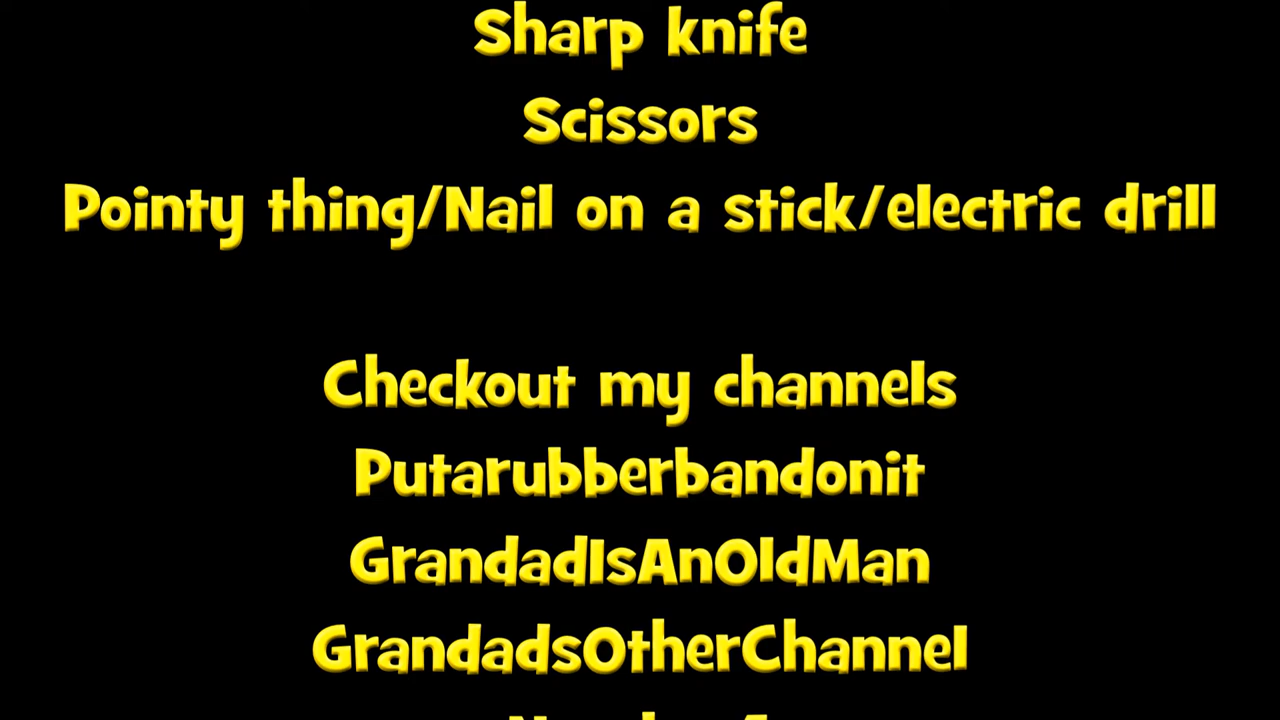 Sharp knife
Scissors
Pointy thing/Nail on a stick/electric drill
Checkout my channels
Putarubberbandonit
GrandadIsAnOldMan
GrandadsOtherChannel